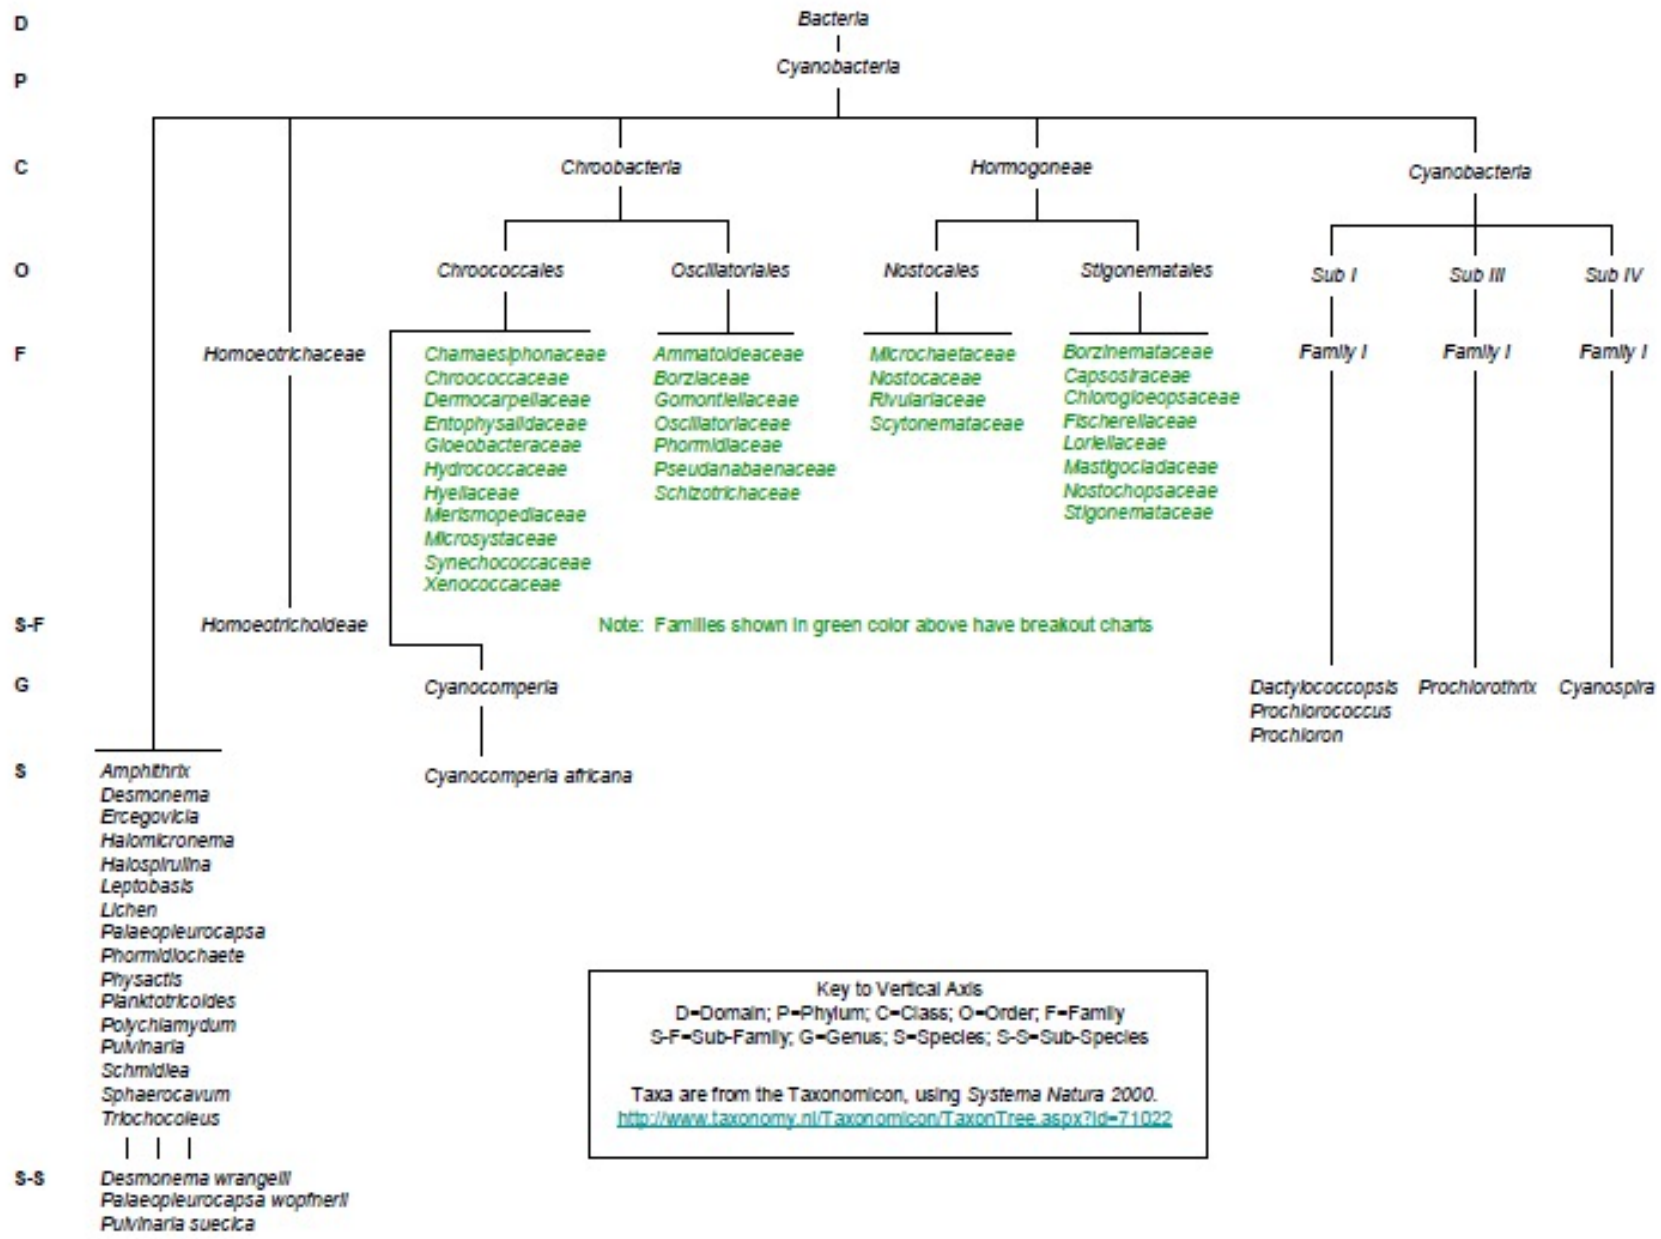 D
Bacteria
P
Cyanobacteria
C
Chroobacteria
Hormogoneae
Cyanobacteria
O
Chroococcales
Oscillatoriales
Nostocales
Stigonematales
Sub I
Sub III
Sub IV
F
Homoeotrichaceae
Chamaesiphonaceae
Chroococcaceae
Dermocarpellaceae
Entophysalidaceae
Gloeobacteraceae
Hydrococcaceae
Hyellaceae
Merismopediaceae
Microsystaceae
Synechococcaceae
Xenococcaceae
Ammatoideaceae
Borziaceae
Gomontiellaceae
Oscillatoriaceae
Phormidiaceae
Pseudanabaenaceae
Schizotrichaceae
Microchaetaceae
Nostocaceae
Rivulariaceae
Scytonemataceae
Borzinemataceae
Capsosiraceae
Chlorogloeopsaceae
Fischerellaceae
Loriellaceae
Mastigocladaceae
Nostochopsaceae
Stigonemataceae
Family I
Family I
Family I
S-F
Homoeotricholdeae
Note: Families shown in green color above have breakout charts
G
Cyanocomperia
Dactylococcopsis
Prochlorococcus
Prochloron
Prochlorothrix
Cyanospira
S
Cyanocomperia africana
Amphithrix
Desmonema
Ercegovicia
Halomicronema
Halospirulina
Leptobasis
Lichen
Palaeopleurocapsa
Phormidiochaete
Physactis
Planktotricoides
Polychlamydum
Pulvinaria
Schmidlea
Sphaerocavum
Triochocoleus
S-S
Desmonema wrangelii
Palaeopleurocapsa wopfnerii
Pulvinaria suecica
Key to Vertical Axis
D=Domain; P=Phylum; C=Class; O=Order; F=Family
S-F=Sub-Family; G=Genus; S=Species; S-S=Sub-Species
Taxa are from the Taxonomicon, using Systema Natura 2000.
http://www.taxonomy.nl/Taxonomicon/TaxonTree.aspx?id=71022